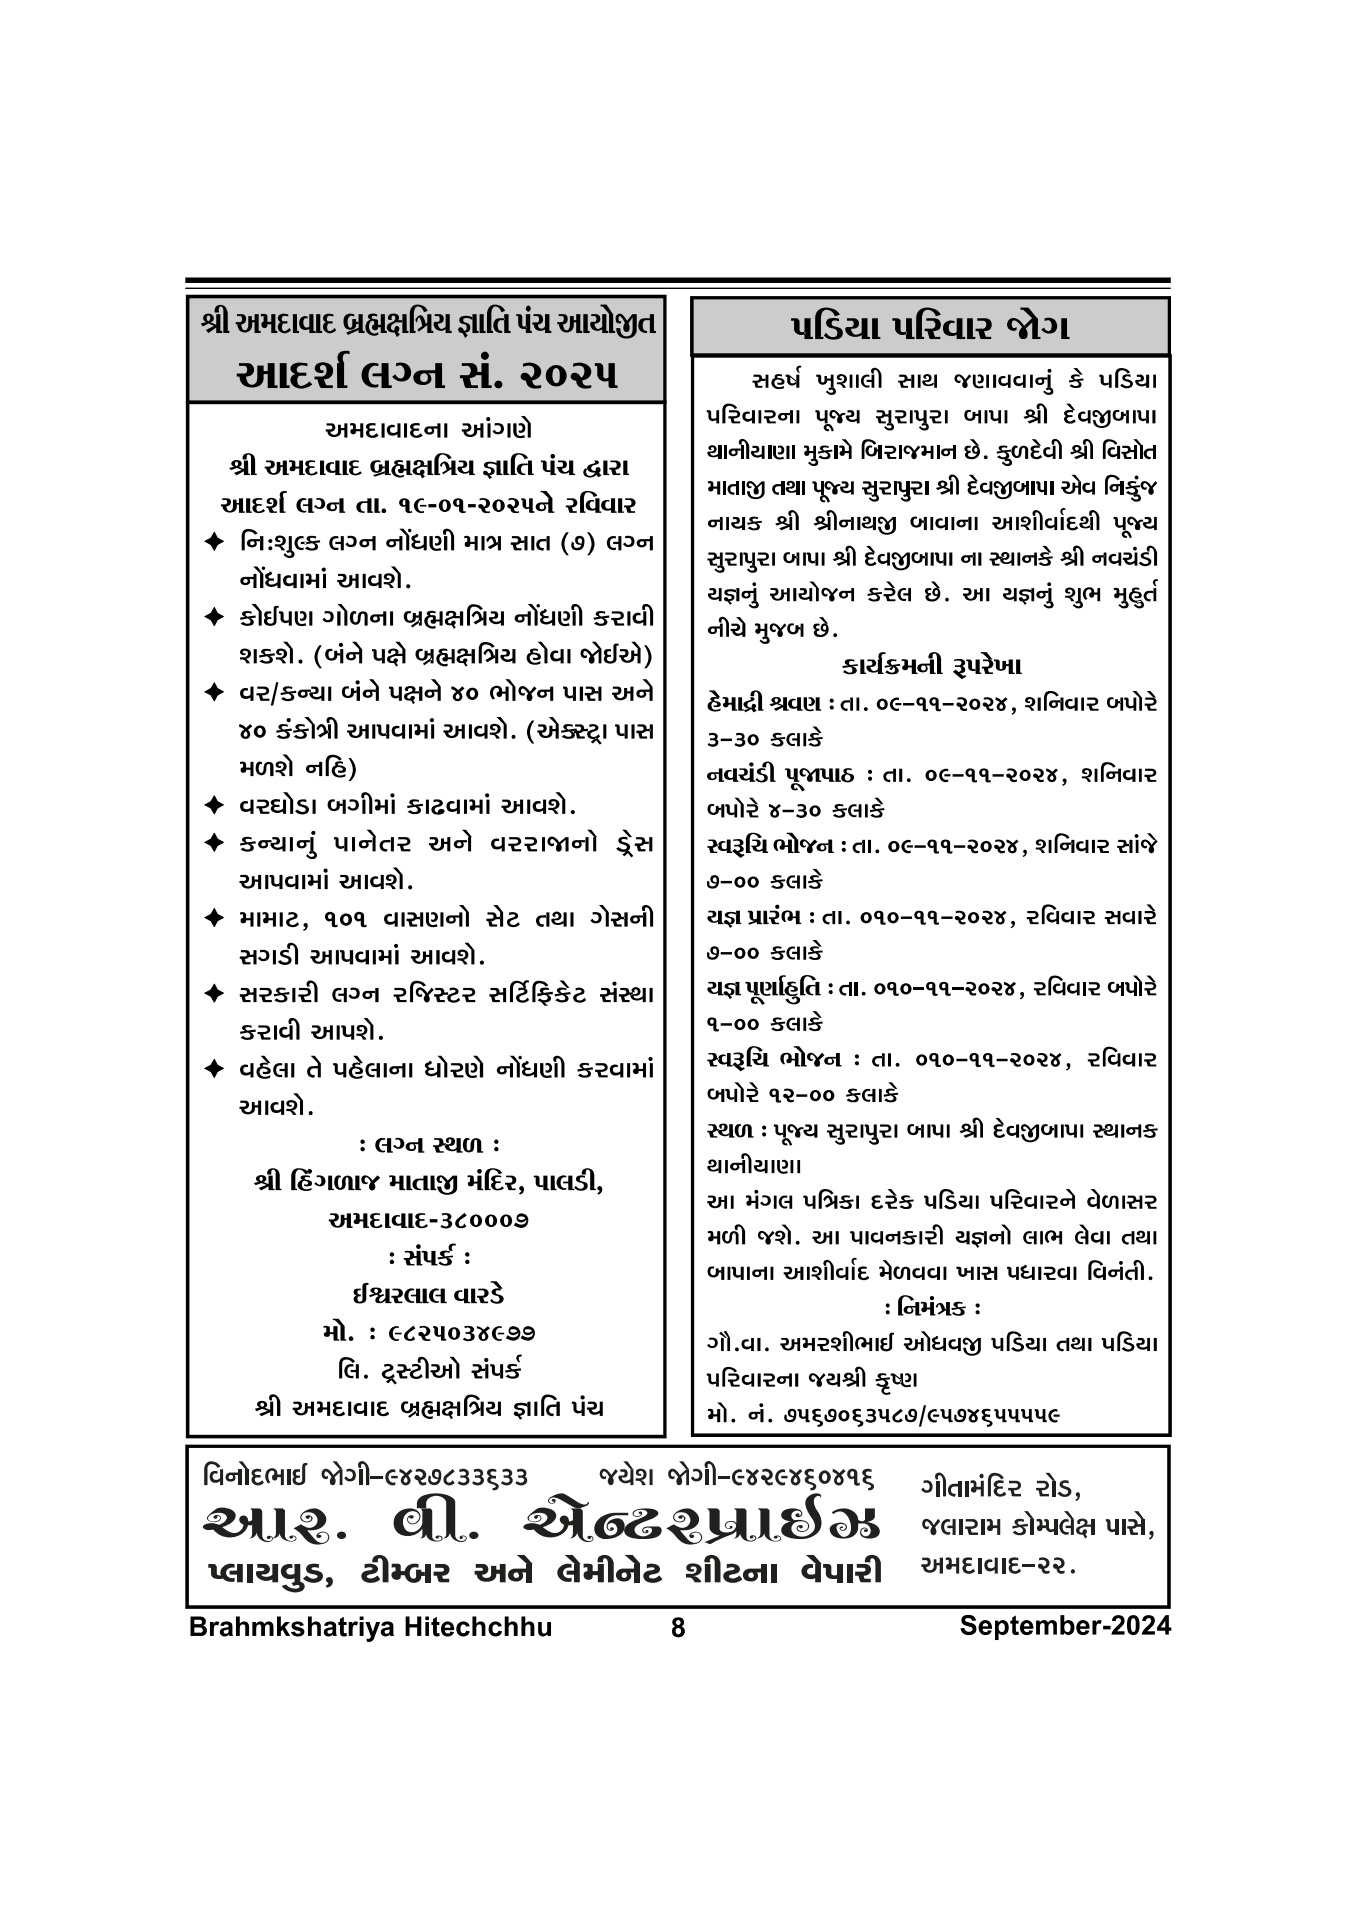 શ્રી અમદાવાદ બ્રહ્મક્ષત્રિય જ્ઞાતિ પંચ આયોજીત
આદર્શ લગ્ન સં. ૨૦૨૫
અમદાવાદના આંગણે
શ્રી અમદાવાદ બ્રહ્મક્ષત્રિય જ્ઞાતિ પંચ દ્વારા
આદર્શ લગ્ન તા. ૧૯-૦૧-૨૦૨૫ને રવિવાર
✦ નિ:શુલ્ક લગ્ન નોંધણી માત્ર સાત (૭) લગ્ન
નોંધવામાં આવશે.
✦ કોઈપણ ગોળના બ્રહ્મક્ષત્રિય નોંધણી કરાવી
શકશે. (બંને પક્ષે બ્રહ્મક્ષત્રિય હોવા જોઈએ)
✦ વર/કન્યા બંને પક્ષને ૪૦ ભોજન પાસ અને
૪૦ કંકોત્રી આપવામાં આવશે. (એક્સ્ટ્રા પાસ
મળશે નહિ)
✦ વરઘોડા બગીમાં કાઢવામાં આવશે.
✦ કન્યાનું પાનેતર અને વરરાજાનો ડ્રેસ
આપવામાં આવશે.
✦ મામાટ, ૧૦૧ વાસણનો સેટ તથા ગેસની
સગડી આપવામાં આવશે.
✦ સરકારી લગ્ન રજિસ્ટર સર્ટિફિકેટ સંસ્થા
કરાવી આપશે.
✦ વહેલા તે પહેલાના ધોરણે નોંધણી કરવામાં
આવશે.
: લગ્ન સ્થળ :
શ્રી હિંગળાજ માતાજી મંદિર, પાલડી,
અમદાવાદ-૩૮૦૦૦૭
: સંપર્ક :
ઈશ્વરલાલ વારડે
મો. : ૯૮૨૫૦૩૪૯૭૭
લિ. ટ્રસ્ટીઓ સંપર્ક
શ્રી અમદાવાદ બ્રહ્મક્ષત્રિય જ્ઞાતિ પંચ
પડિયા પરિવાર જોગ
સહર્ષ ખુશાલી સાથ જણાવવાનું કે પડિયા
પરિવારના પૂજ્ય સુરાપુરા બાપા શ્રી દેવજીબાપા
થાનીયાણા મુકામે બિરાજમાન છે. કુળદેવી શ્રી વિસોત
માતાજી તથા પૂજ્ય સુરાપુરા શ્રી દેવજીબાપા એવ નિકુંજ
નાયક શ્રી શ્રીનાથજી બાવાના આશીર્વાદથી પૂજ્ય
સુરાપુરા બાપા શ્રી દેવજીબાપા ના સ્થાનકે શ્રી નવચંડી
યજ્ઞનું આયોજન કરેલ છે. આ યજ્ઞનું શુભ મુહુર્ત
નીચે મુજબ છે.
કાર્યક્રમની રૂપરેખા
હેમાદ્રી શ્રવણ : તા. ૦૯–૧૧–૨૦૨૪, શનિવાર બપોરે
૩–૩૦ કલાકે
નવચંડી પૂજાપાઠ : તા. ૦૯–૧૧–૨૦૨૪, શનિવાર
બપોરે ૪–૩૦ કલાકે
સ્વરૂચિ ભોજન : તા. ૦૯–૧૧–૨૦૨૪, શનિવાર સાંજે
૭–૦૦ કલાકે
યજ્ઞ પ્રારંભ : તા. ૦૧૦–૧૧–૨૦૨૪, રવિવાર સવારે
૭–૦૦ કલાકે
યજ્ઞ પૂર્ણાહુતિ : તા. ૦૧૦–૧૧–૨૦૨૪, રવિવાર બપોરે
૧–૦૦ કલાકે
સ્વરૂચિ ભોજન : તા. ૦૧૦–૧૧–૨૦૨૪, રવિવાર
બપોરે ૧૨–૦૦ કલાકે
સ્થળ : પૂજ્ય સુરાપુરા બાપા શ્રી દેવજીબાપા સ્થાનક
થાનીયાણા
આ મંગલ પત્રિકા દરેક પડિયા પરિવારને વેળાસર
મળી જશે. આ પાવનકારી યજ્ઞનો લાભ લેવા તથા
બાપાના આશીર્વાદ મેળવવા ખાસ પધારવા વિનંતી.
: નિમંત્રક :
ગૌ.વા. અમરશીભાઈ ઓધવજી પડિયા તથા પડિયા
પરિવારના જયશ્રી કૃષ્ણ
મો. નં. ૭૫૬૭૦૬૩૫૮૭/૯૫૭૪૬૫૫૫૫૯
વિનોદભાઈ જોગી–૯૪૨૭૮૩૩૬૩૩ જયેશ જોગી–૯૪૨૯૪૬૦૪૧૬
આર. વી. એન્ટરપ્રાઈઝ
પ્લાયવુડ, ટીમ્બર અને લેમીનેટ શીટના વેપારી
ગીતામંદિર રોડ,
જલારામ કોમ્પલેક્ષ પાસે,
અમદાવાદ–૨૨.
Brahmkshatriya Hitechchhu 8 September-2024